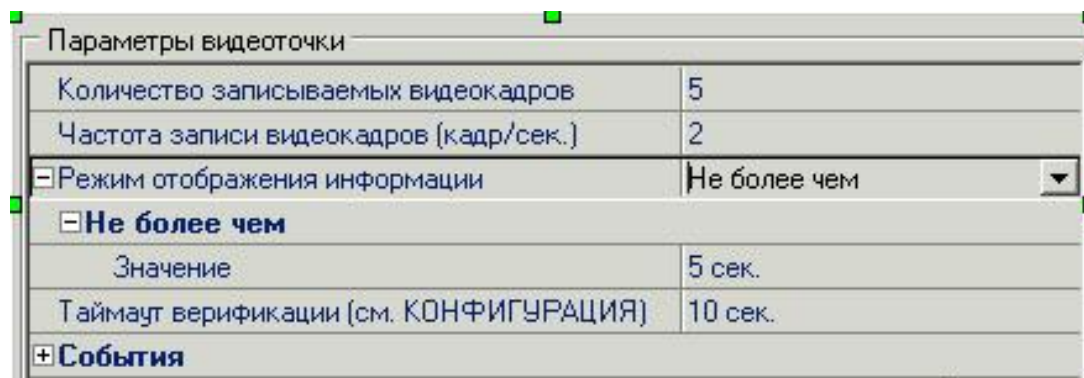 Параметры видеоточки
Количество записываемых видеокадров 5
Частота записи видеокадров (кадр/сек.) 2
Режим отображения информации Не более чем
Не более чем
Значение 5 сек.
Таймаут верификации (см. КОНФИГУРАЦИЯ) 10 сек.
События